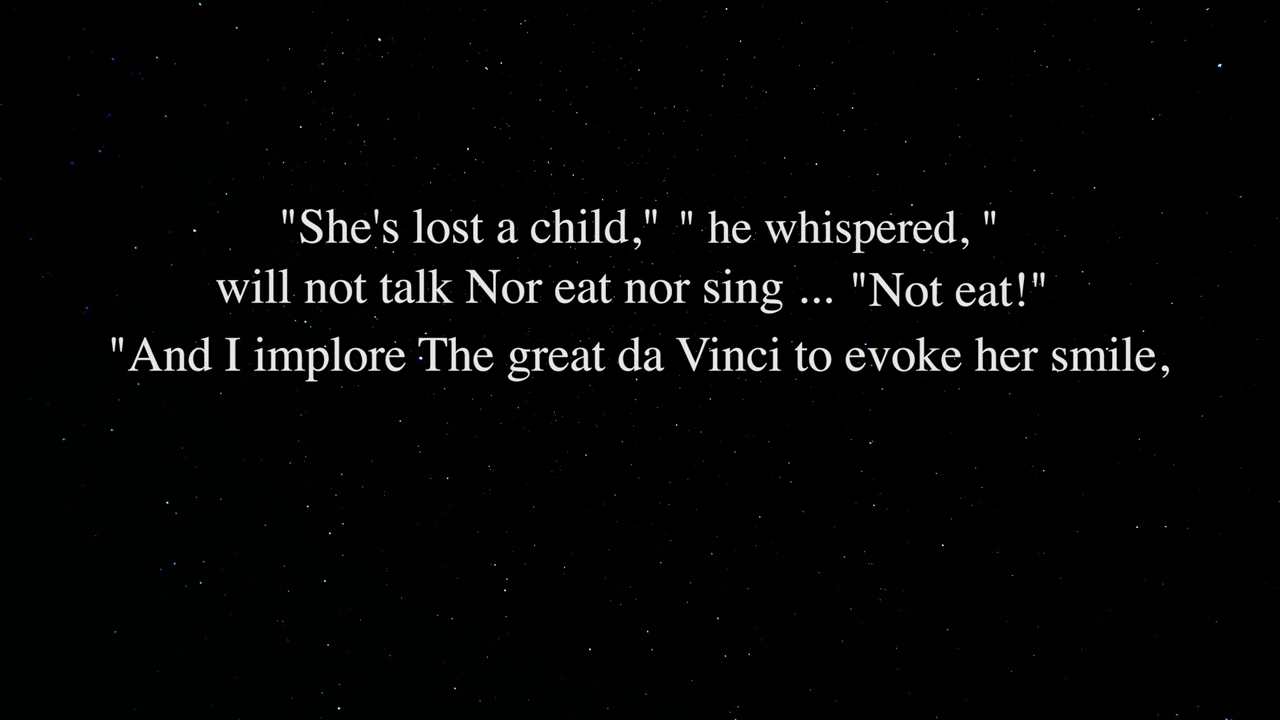 "She's lost a child," " he whispered, "
will not talk Nor eat nor sing ... "Not eat!"
"And I implore The great da Vinci to evoke her smile,